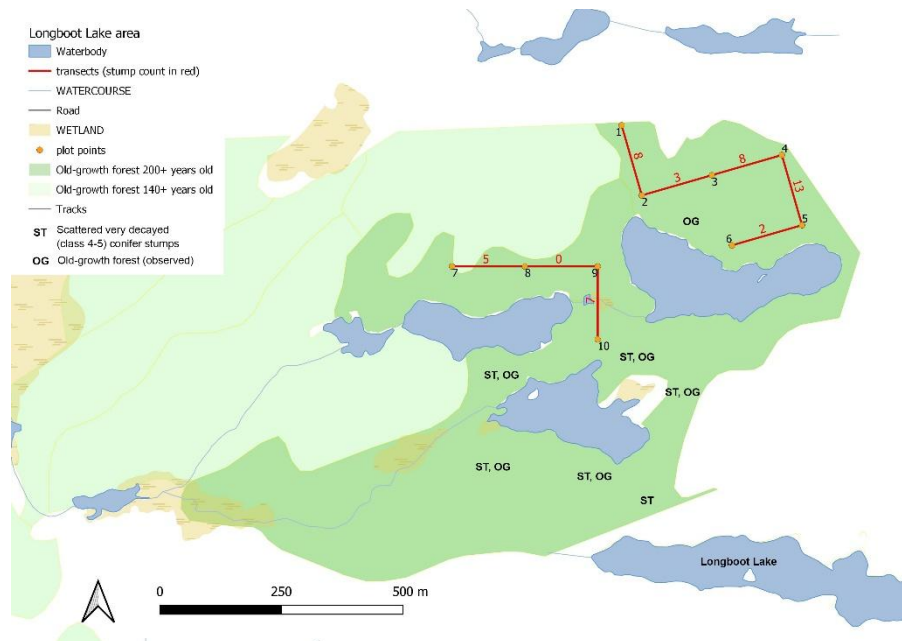 Longboot Lake area
Waterbody
transects (stump count in red)
WATERCOURSE
Road
WETLAND
plot points
Old-growth forest 200+ years old
Old-growth forest 140+ years old
Tracks
ST Scattered very decayed
(class 4-5) conifer stumps
OG Old-growth forest (observed)
1
8
2
3
3
8
4
13
5
2
6
OG
7
5
8
0
9
10
ST, OG
ST, OG
ST, OG
ST, OG
ST, OG
ST
Longboot Lake
0
250
500 m